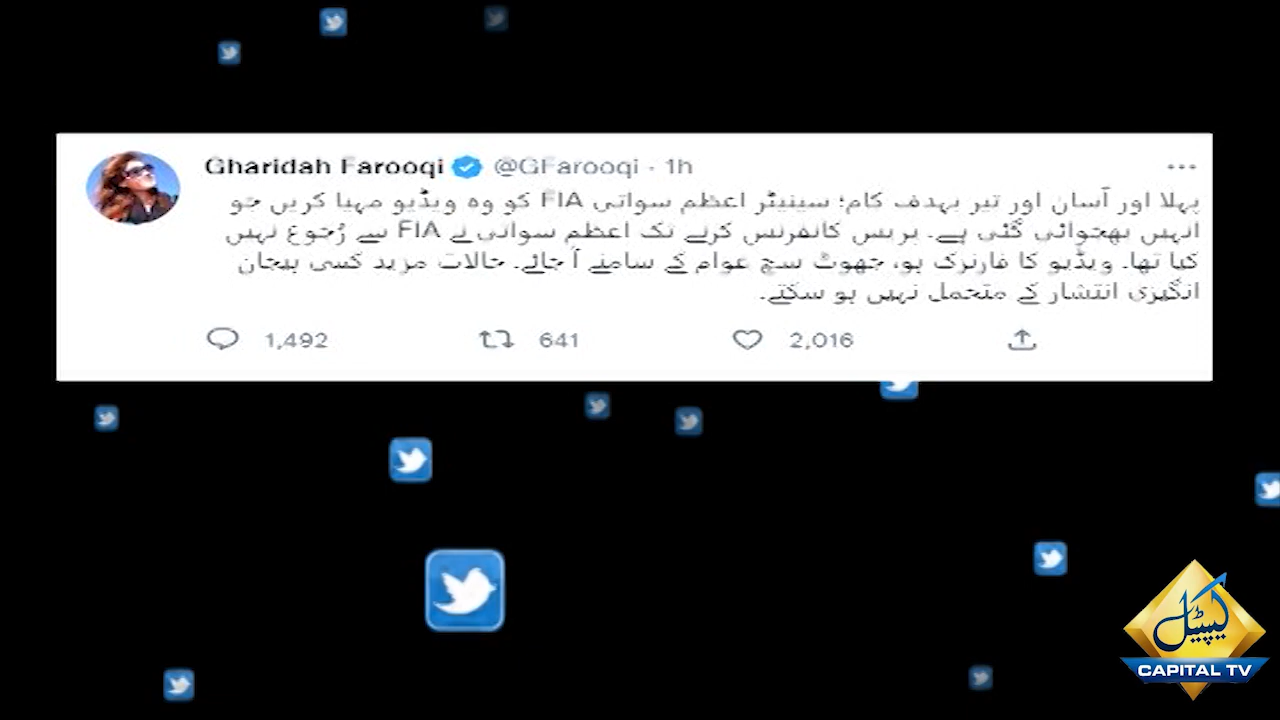 Gharidah Farooqi @GFarooqi · 1h
پہلا اور آسان اور تیر بہدف کام؛ سینیٹر اعظم سواتی FIA کو وہ ویڈیو مہیا کریں جو
انہیں بھجوائی گئی ہے۔ پریس کانفرنس کرنے تک اعظم سواتی نے FIA سے رُجوع نہیں
کیا تھا۔ ویڈیو کا فارنزک ہو، جھوٹ سچ عوام کے سامنے آ جائے۔ حالات مزید کسی ہیجان
انگیزی انتشار کے متحمل نہیں ہو سکتے۔
1,492 641 2,016
کیپیٹل
CAPITAL TV